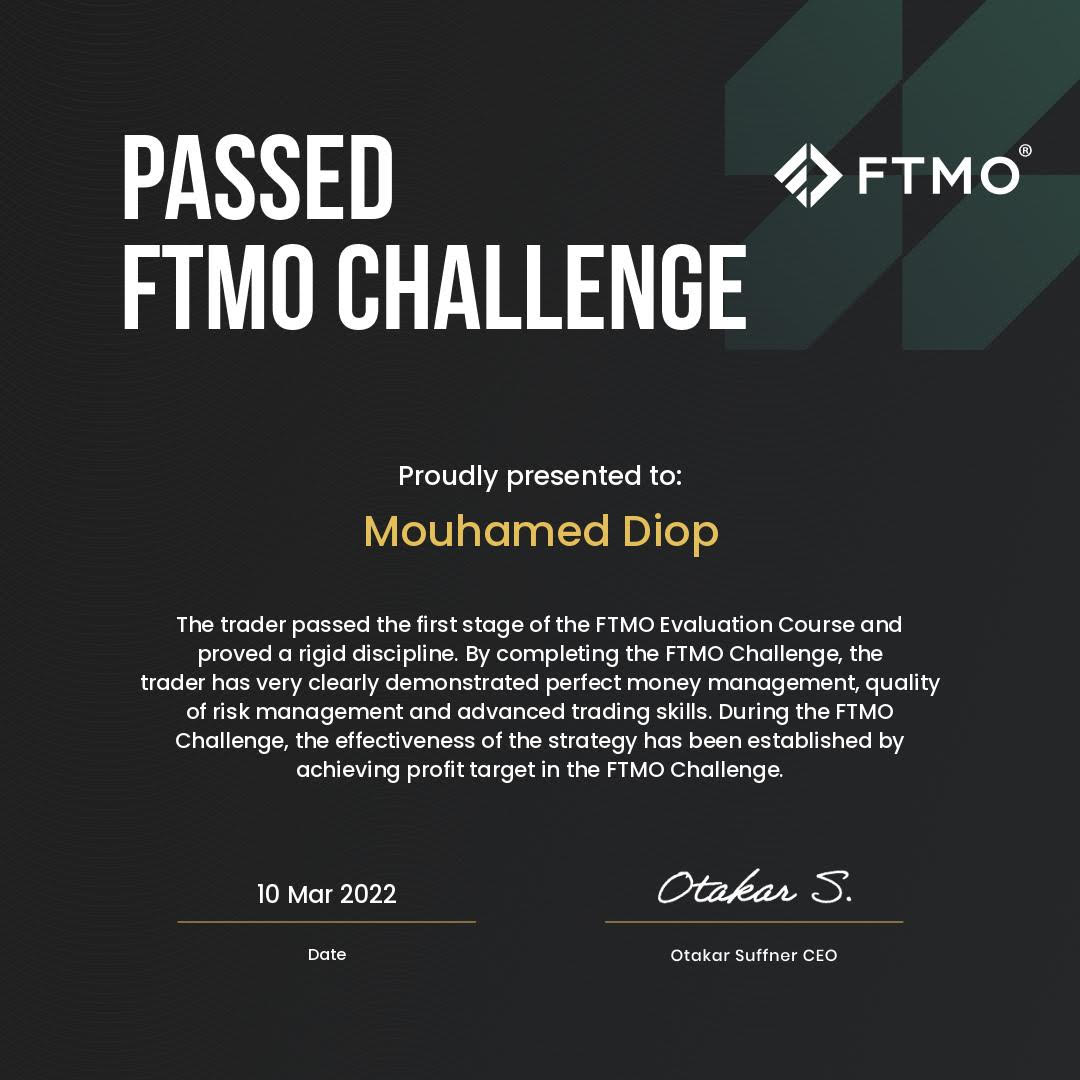 PASSED
FTMO CHALLENGE
FTMO®
Proudly presented to:
Mouhamed Diop
The trader passed the first stage of the FTMO Evaluation Course and
proved a rigid discipline. By completing the FTMO Challenge, the
trader has very clearly demonstrated perfect money management, quality
of risk management and advanced trading skills. During the FTMO
Challenge, the effectiveness of the strategy has been established by
achieving profit target in the FTMO Challenge.
10 Mar 2022
Date
Otakar S.
Otakar Suffner CEO